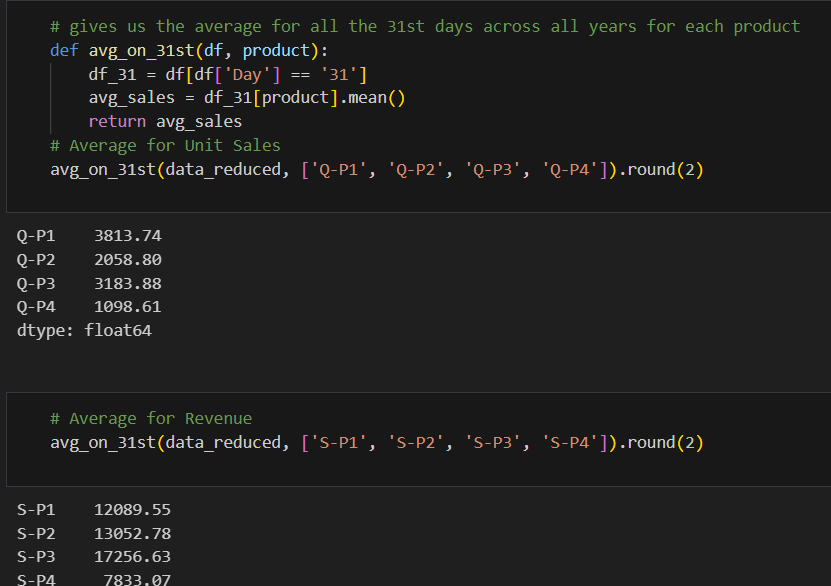 # gives us the average for all the 31st days across all years for each product
def avg_on_31st(df, product):
    df_31 = df[df['Day'] == '31']
    avg_sales = df_31[product].mean()
    return avg_sales
# Average for Unit Sales
avg_on_31st(data_reduced, ['Q-P1', 'Q-P2', 'Q-P3', 'Q-P4']).round(2)
Q-P1    3813.74
Q-P2    2058.80
Q-P3    3183.88
Q-P4    1098.61
dtype: float64
# Average for Revenue
avg_on_31st(data_reduced, ['S-P1', 'S-P2', 'S-P3', 'S-P4']).round(2)
S-P1    12089.55
S-P2    13052.78
S-P3    17256.63
S-P4     7833.07